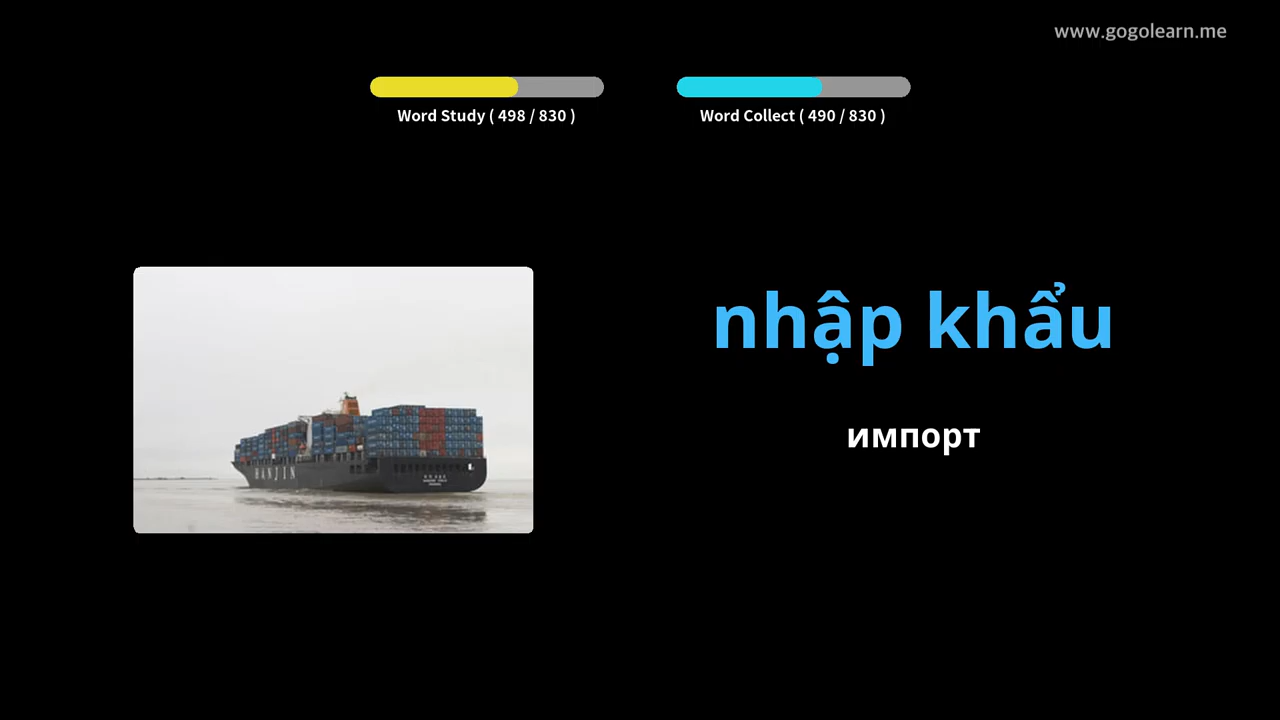 www.gogolearn.me
Word Study ( 498 / 830 )
Word Collect ( 490 / 830 )
nhập khẩu
импорт
HANJIN